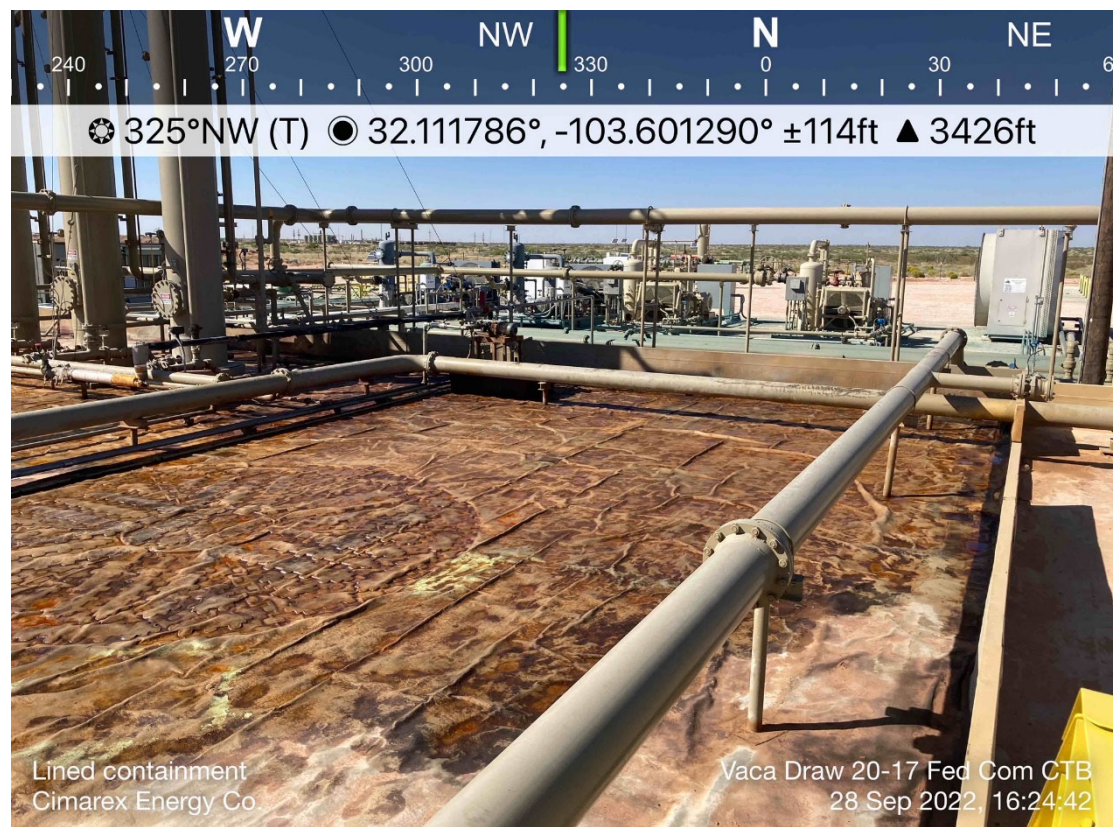 W NW N NE
240 270 300 330 0 30 6
325°NW (T) 32.111786°, -103.601290° ±114ft ▲ 3426ft
Lined containment
Cimarex Energy Co.
Vaca Draw 20-17 Fed Com CTB
28 Sep 2022, 16:24:42